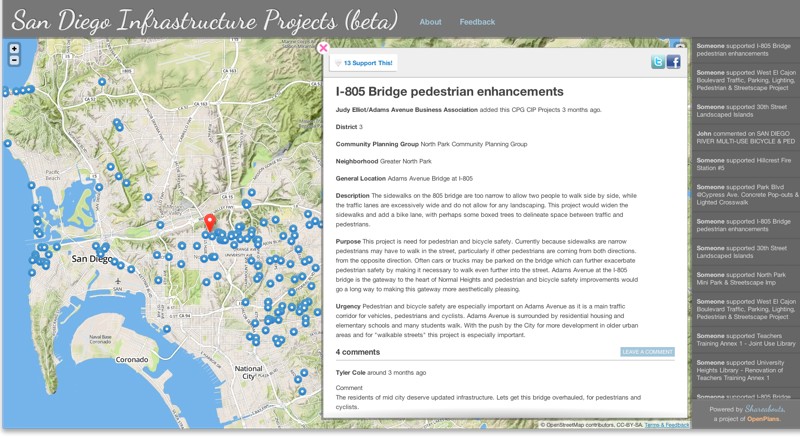 San Diego Infrastructure Projects (beta)
About
Feedback
13 Support This!
I-805 Bridge pedestrian enhancements
Judy Elliot/Adams Avenue Business Association added this CPG CIP Projects 3 months ago.
District 3
Community Planning Group North Park Community Planning Group
Neighborhood Greater North Park
General Location Adams Avenue Bridge at I-805
Description The sidewalks on the 805 bridge are too narrow to allow two people to walk side by side, while
the traffic lanes are excessively wide and do not allow for any landscaping. This project would widen the
sidewalks and add a bike lane, with perhaps some boxed trees to delineate space between traffic and
pedestrians.
Purpose This project is need for pedestrian and bicycle safety. Currently because sidewalks are narrow
pedestrians may have to walk in the street, particularly if other pedestrians are coming from both directions.
from the opposite direction. Often cars or trucks may be parked on the bridge which can further exacerbate
pedestrian safety by making it necessary to walk even further into the street. Adams Avenue at the I-805
bridge is the gateway to the heart of Normal Heights and pedestrian and bicycle safety improvements would
go a long way to making this gateway more aesthetically pleasing.
Urgency Pedestrian and bicycle safety are especially important on Adams Avenue as it is a main traffic
corridor for vehicles, pedestrians and cyclists. Adams Avenue is surrounded by residential housing and
elementary schools and many students walk. With the push by the City for more development in older urban
areas and for "walkable streets" this project is especially important.
4 comments
LEAVE A COMMENT
Tyler Cole around 3 months ago
Comment
The residents of mid city deserve updated infrastructure. Lets get this bridge overhauled, for pedestrians and
cyclists.
Someone supported I-805 Bridge
pedestrian enhancements
Someone supported West El Cajon
Boulevard Traffic, Parking, Lighting,
Pedestrian & Streetscape Project
Someone supported 30th Street
Landscaped Islands
John commented on SAN DIEGO
RIVER MULTI-USE BICYCLE & PED
Someone supported Hillcrest Fire
Station #5
Someone supported Park Blvd
@Cypress Ave. Concrete Pop-outs &
Lighted Crosswalk
Someone supported I-805 Bridge
pedestrian enhancements
Someone supported 30th Street
Landscaped Islands
Someone supported North Park
Mini Park & Streetscape Imp
Someone supported West El Cajon
Boulevard Traffic, Parking, Lighting,
Pedestrian & Streetscape Project
Someone supported Teachers
Training Annex 1 - Joint Use Library
Someone supported University
Heights Library - Renovation of
Teachers Training Annex 1
Someone supported I-805 Bridge
Powered by Shareabouts,
a project of OpenPlans.
© OpenStreetMap contributors, CC-BY-SA. Terms & Feedback
Pacific
Beach
CA 52
CA 163
CA 15
San Diego
SAN
CA 94
Naval Base
Coronado
Coronado
National
City